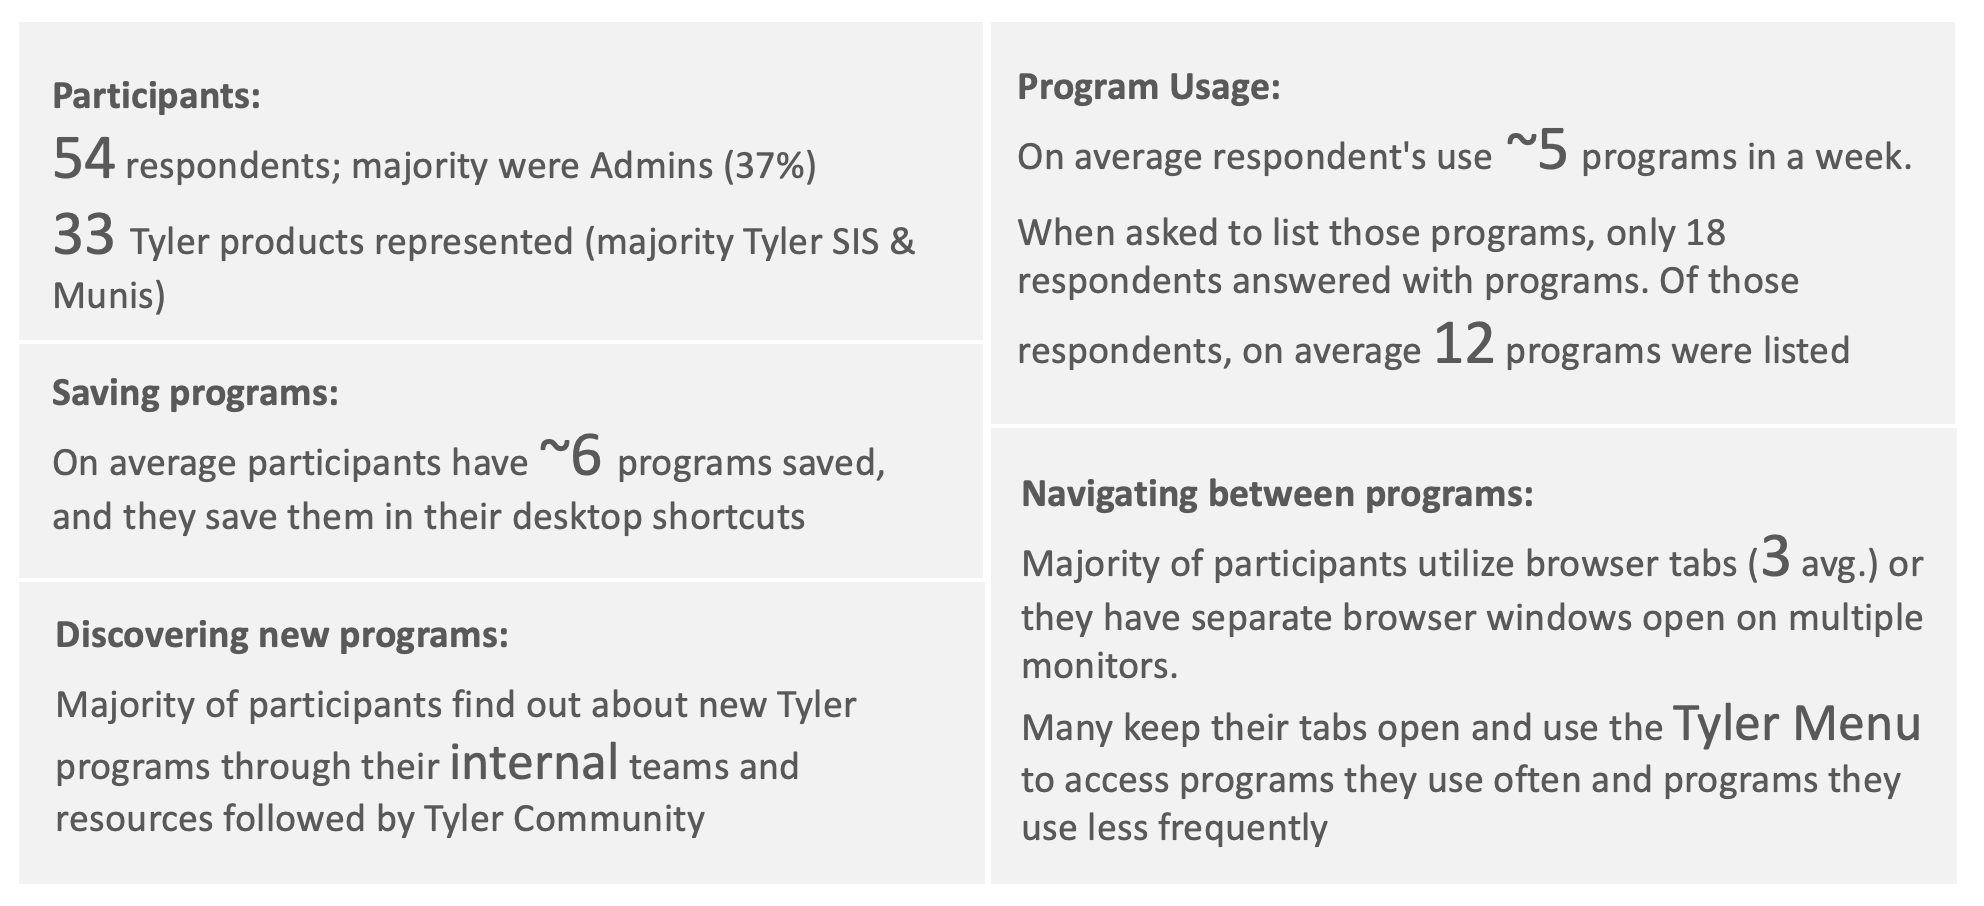 Participants:
54 respondents; majority were Admins (37%)
33 Tyler products represented (majority Tyler SIS &
Munis)
Saving programs:
On average participants have ~6 programs saved,
and they save them in their desktop shortcuts
Discovering new programs:
Majority of participants find out about new Tyler
programs through their internal teams and
resources followed by Tyler Community
Program Usage:
On average respondent's use ~5 programs in a week.
When asked to list those programs, only 18
respondents answered with programs. Of those
respondents, on average 12 programs were listed
Navigating between programs:
Majority of participants utilize browser tabs (3 avg.) or
they have separate browser windows open on multiple
monitors.
Many keep their tabs open and use the Tyler Menu
to access programs they use often and programs they
use less frequently